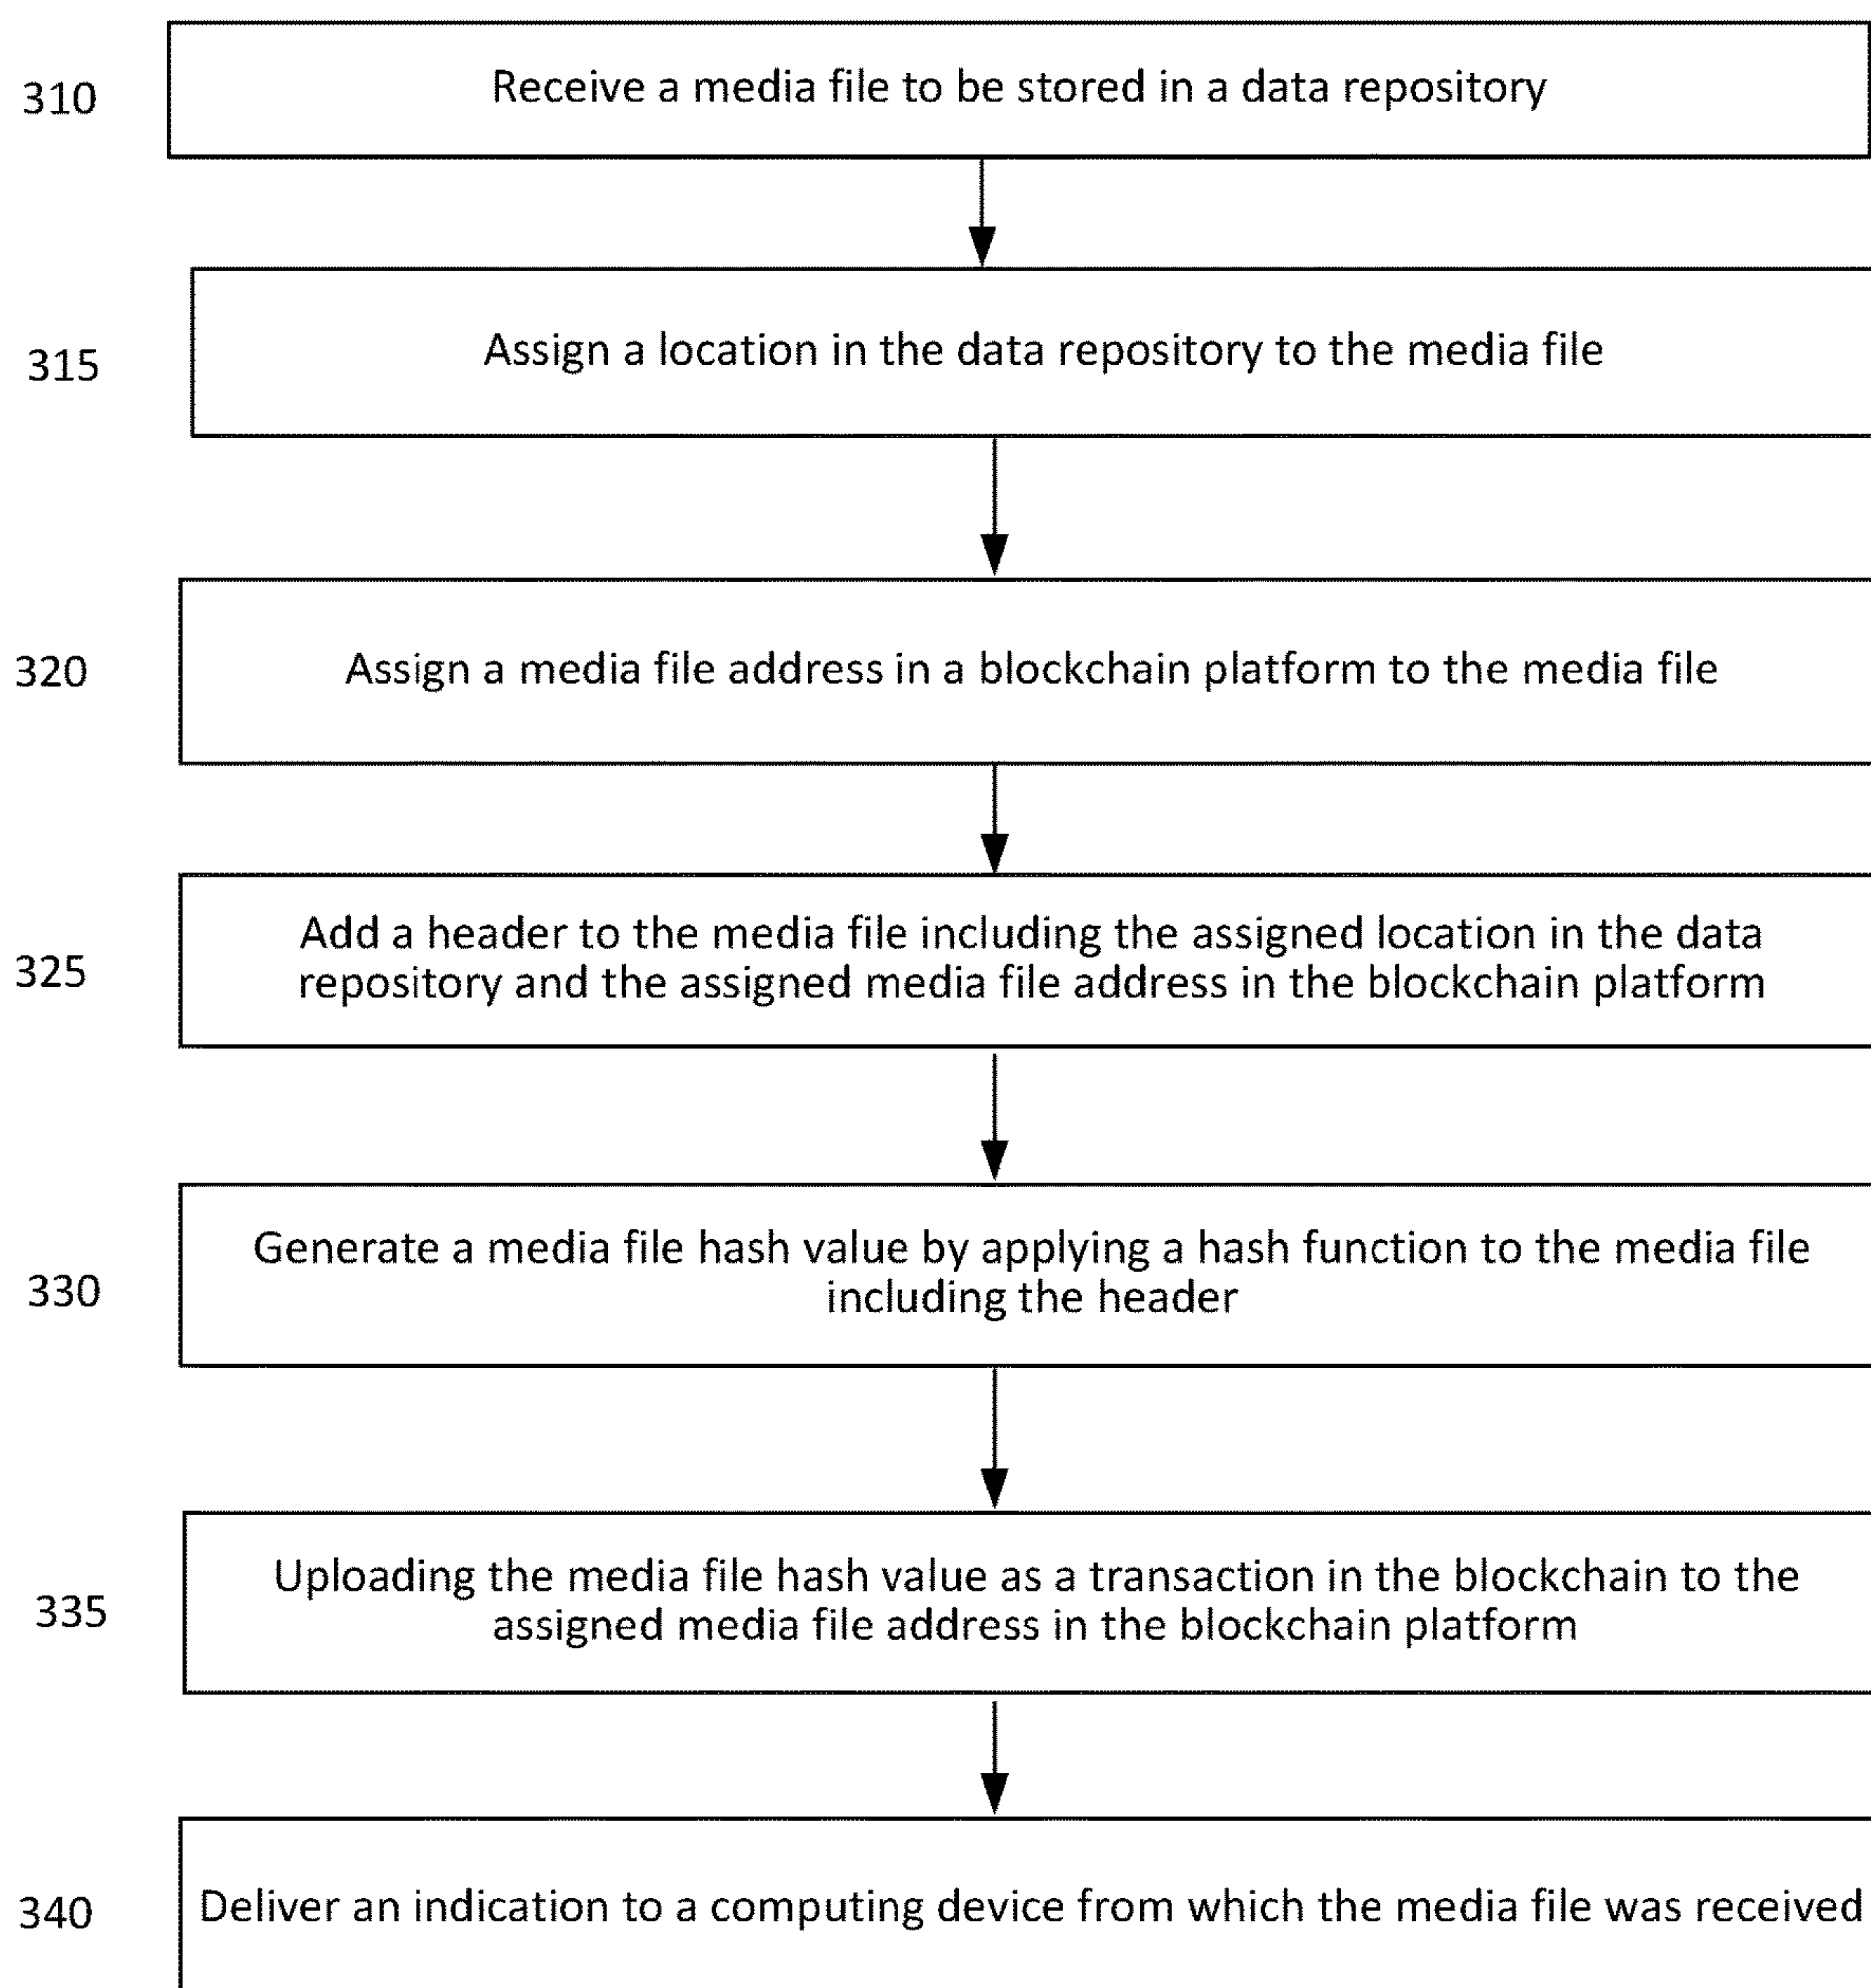 310
Receive a media file to be stored in a data repository
315
Assign a location in the data repository to the media file
320
Assign a media file address in a blockchain platform to the media file
325
Add a header to the media file including the assigned location in the data
repository and the assigned media file address in the blockchain platform
330
Generate a media file hash value by applying a hash function to the media file
including the header
335
Uploading the media file hash value as a transaction in the blockchain to the
assigned media file address in the blockchain platform
340
Deliver an indication to a computing device from which the media file was received